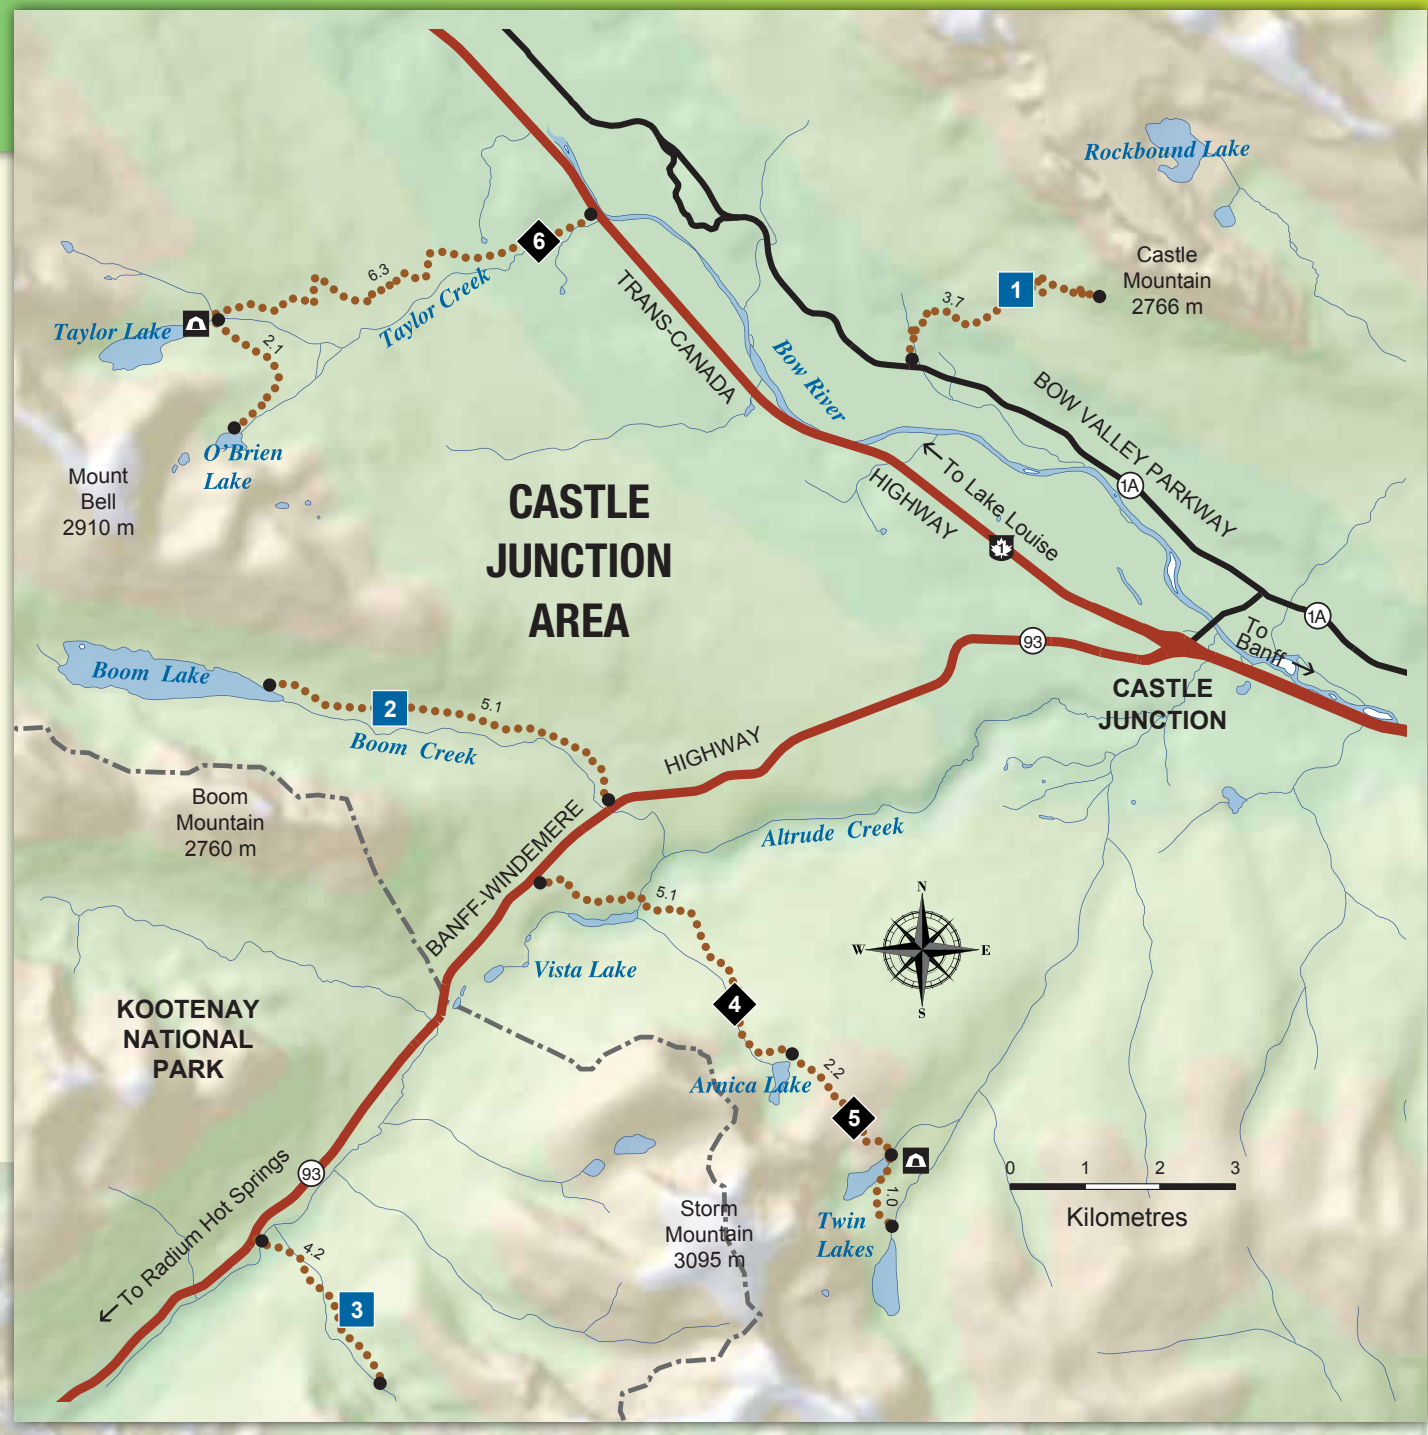 Rockbound Lake
Castle
Mountain
2766 m
1
3.7
6
6.3
Taylor Creek
Taylor Lake
2.1
O'Brien
Lake
Mount
Bell
2910 m
TRANS-CANADA
HIGHWAY
Bow River
BOW VALLEY PARKWAY
1A
1A
To Lake Louise
1
To
Banff
CASTLE
JUNCTION
AREA
93
CASTLE
JUNCTION
Boom Lake
2
5.1
Boom Creek
HIGHWAY
Boom
Mountain
2760 m
BANFF-WINDEMERE
Altrude Creek
5.1
Vista Lake
N
W
E
S
4
KOOTENAY
NATIONAL
PARK
Arnica Lake
2.2
5
93
To Radium Hot Springs
1.0
Twin
Lakes
0 1 2 3
Kilometres
Storm
Mountain
3095 m
4.2
3